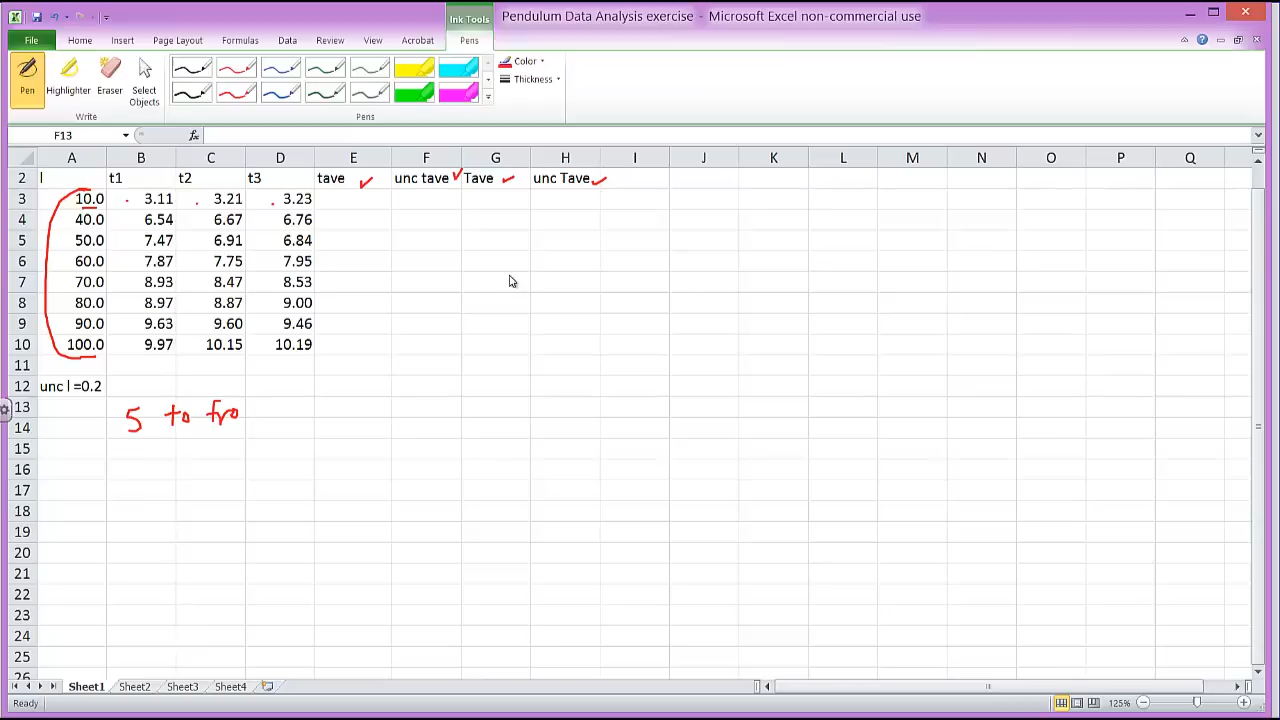 Ink Tools
Pendulum Data Analysis exercise - Microsoft Excel non-commercial use
File Home Insert Page Layout Formulas Data Review View Acrobat Pens
Color
Thickness
Pen Highlighter Eraser Select Objects
Write Pens
F13 fx
A B C D E F G H I J K L M N O P Q
2 l t1 t2 t3 tave unc tave Tave unc Tave
3 10.0 3.11 3.21 3.23
4 40.0 6.54 6.67 6.76
5 50.0 7.47 6.91 6.84
6 60.0 7.87 7.75 7.95
7 70.0 8.93 8.47 8.53
8 80.0 8.97 8.87 9.00
9 90.0 9.63 9.60 9.46
10 100.0 9.97 10.15 10.19
11
12 unc l =0.2
13
5 to fro
14
15
16
17
18
19
20
21
22
23
24
25
26
Sheet1 Sheet2 Sheet3 Sheet4
Ready 125%